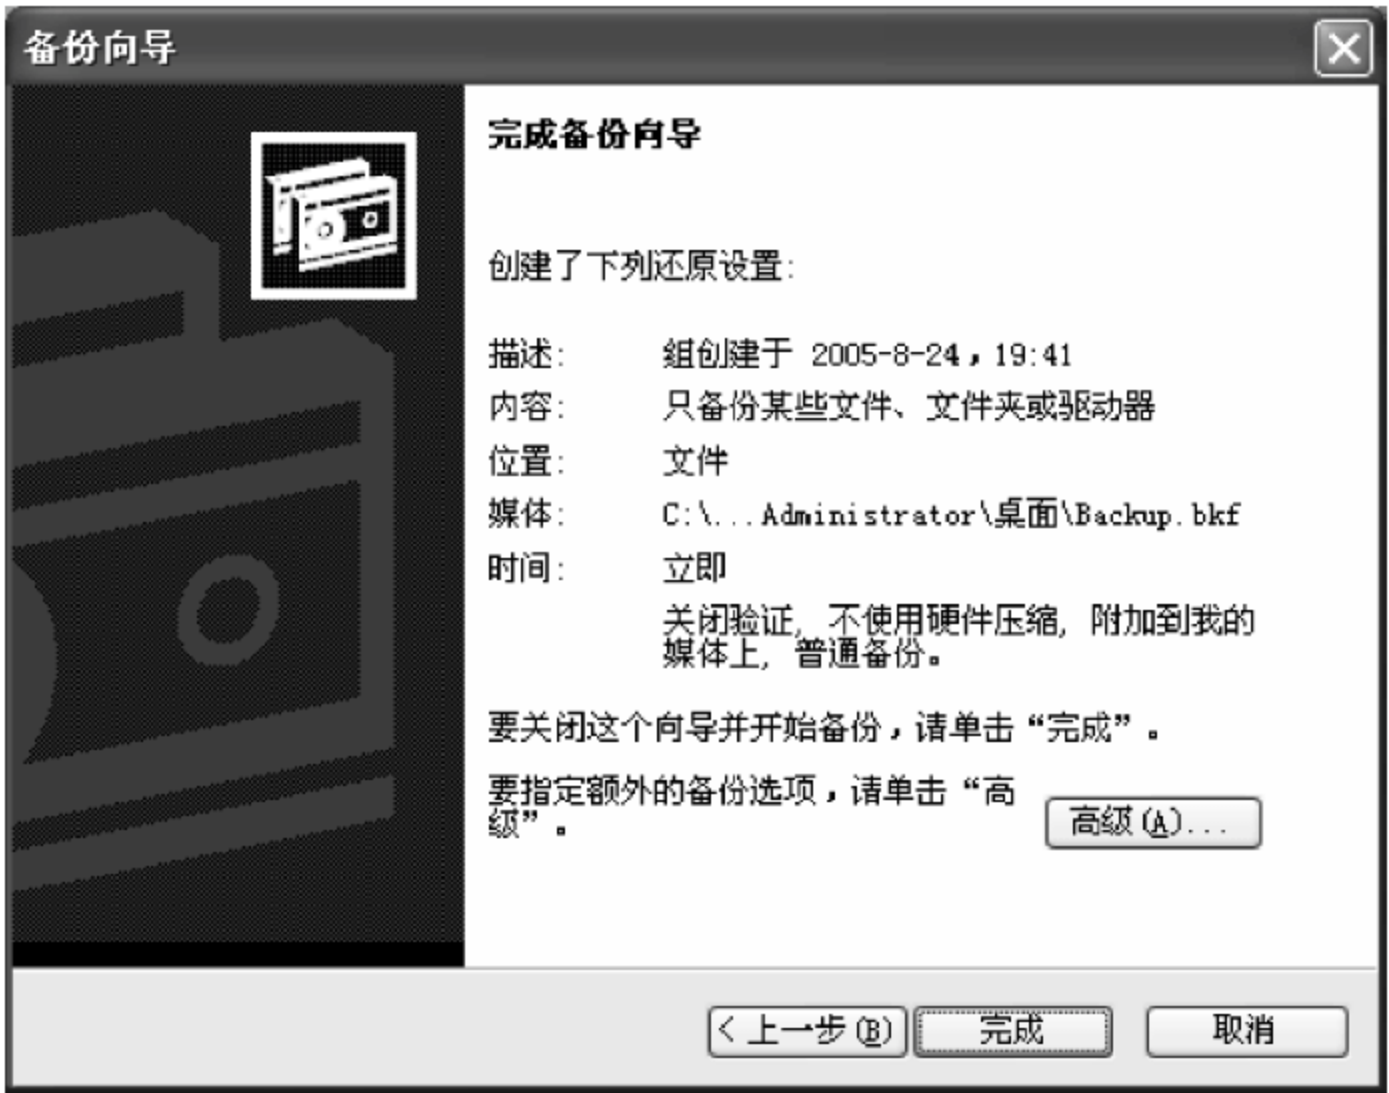 备份向导
完成备份向导
创建了下列还原设置:
描述: 组创建于 2005-8-24，19:41
内容: 只备份某些文件、文件夹或驱动器
位置: 文件
媒体: C:\...Administrator\桌面\Backup.bkf
时间: 立即
关闭验证, 不使用硬件压缩, 附加到我的
媒体上, 普通备份。
要关闭这个向导并开始备份，请单击“完成”。
要指定额外的备份选项，请单击“高
级”。
高级(A)...
< 上一步(B) 完成 取消